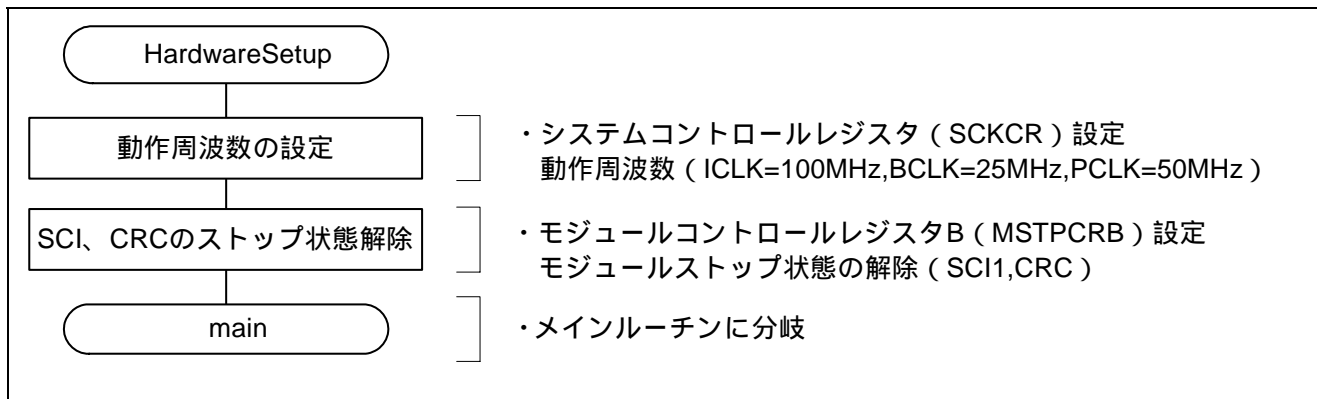 HardwareSetup
動作周波数の設定
・システムコントロールレジスタ（SCKCR）設定
動作周波数（ICLK=100MHz,BCLK=25MHz,PCLK=50MHz）
SCI、CRCのストップ状態解除
・モジュールコントロールレジスタB（MSTPCRB）設定
モジュールストップ状態の解除（SCI1,CRC）
main
・メインルーチンに分岐